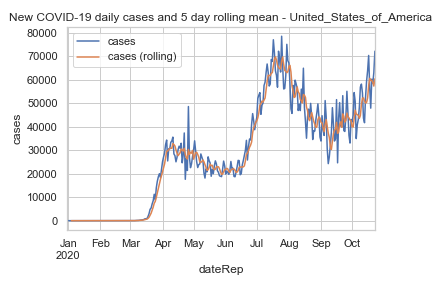 New COVID-19 daily cases and 5 day rolling mean - United_States_of_America
80000
70000
60000
50000
40000
30000
20000
10000
0
cases
cases
cases (rolling)
Jan Feb Mar Apr May Jun Jul Aug Sep Oct
2020
dateRep